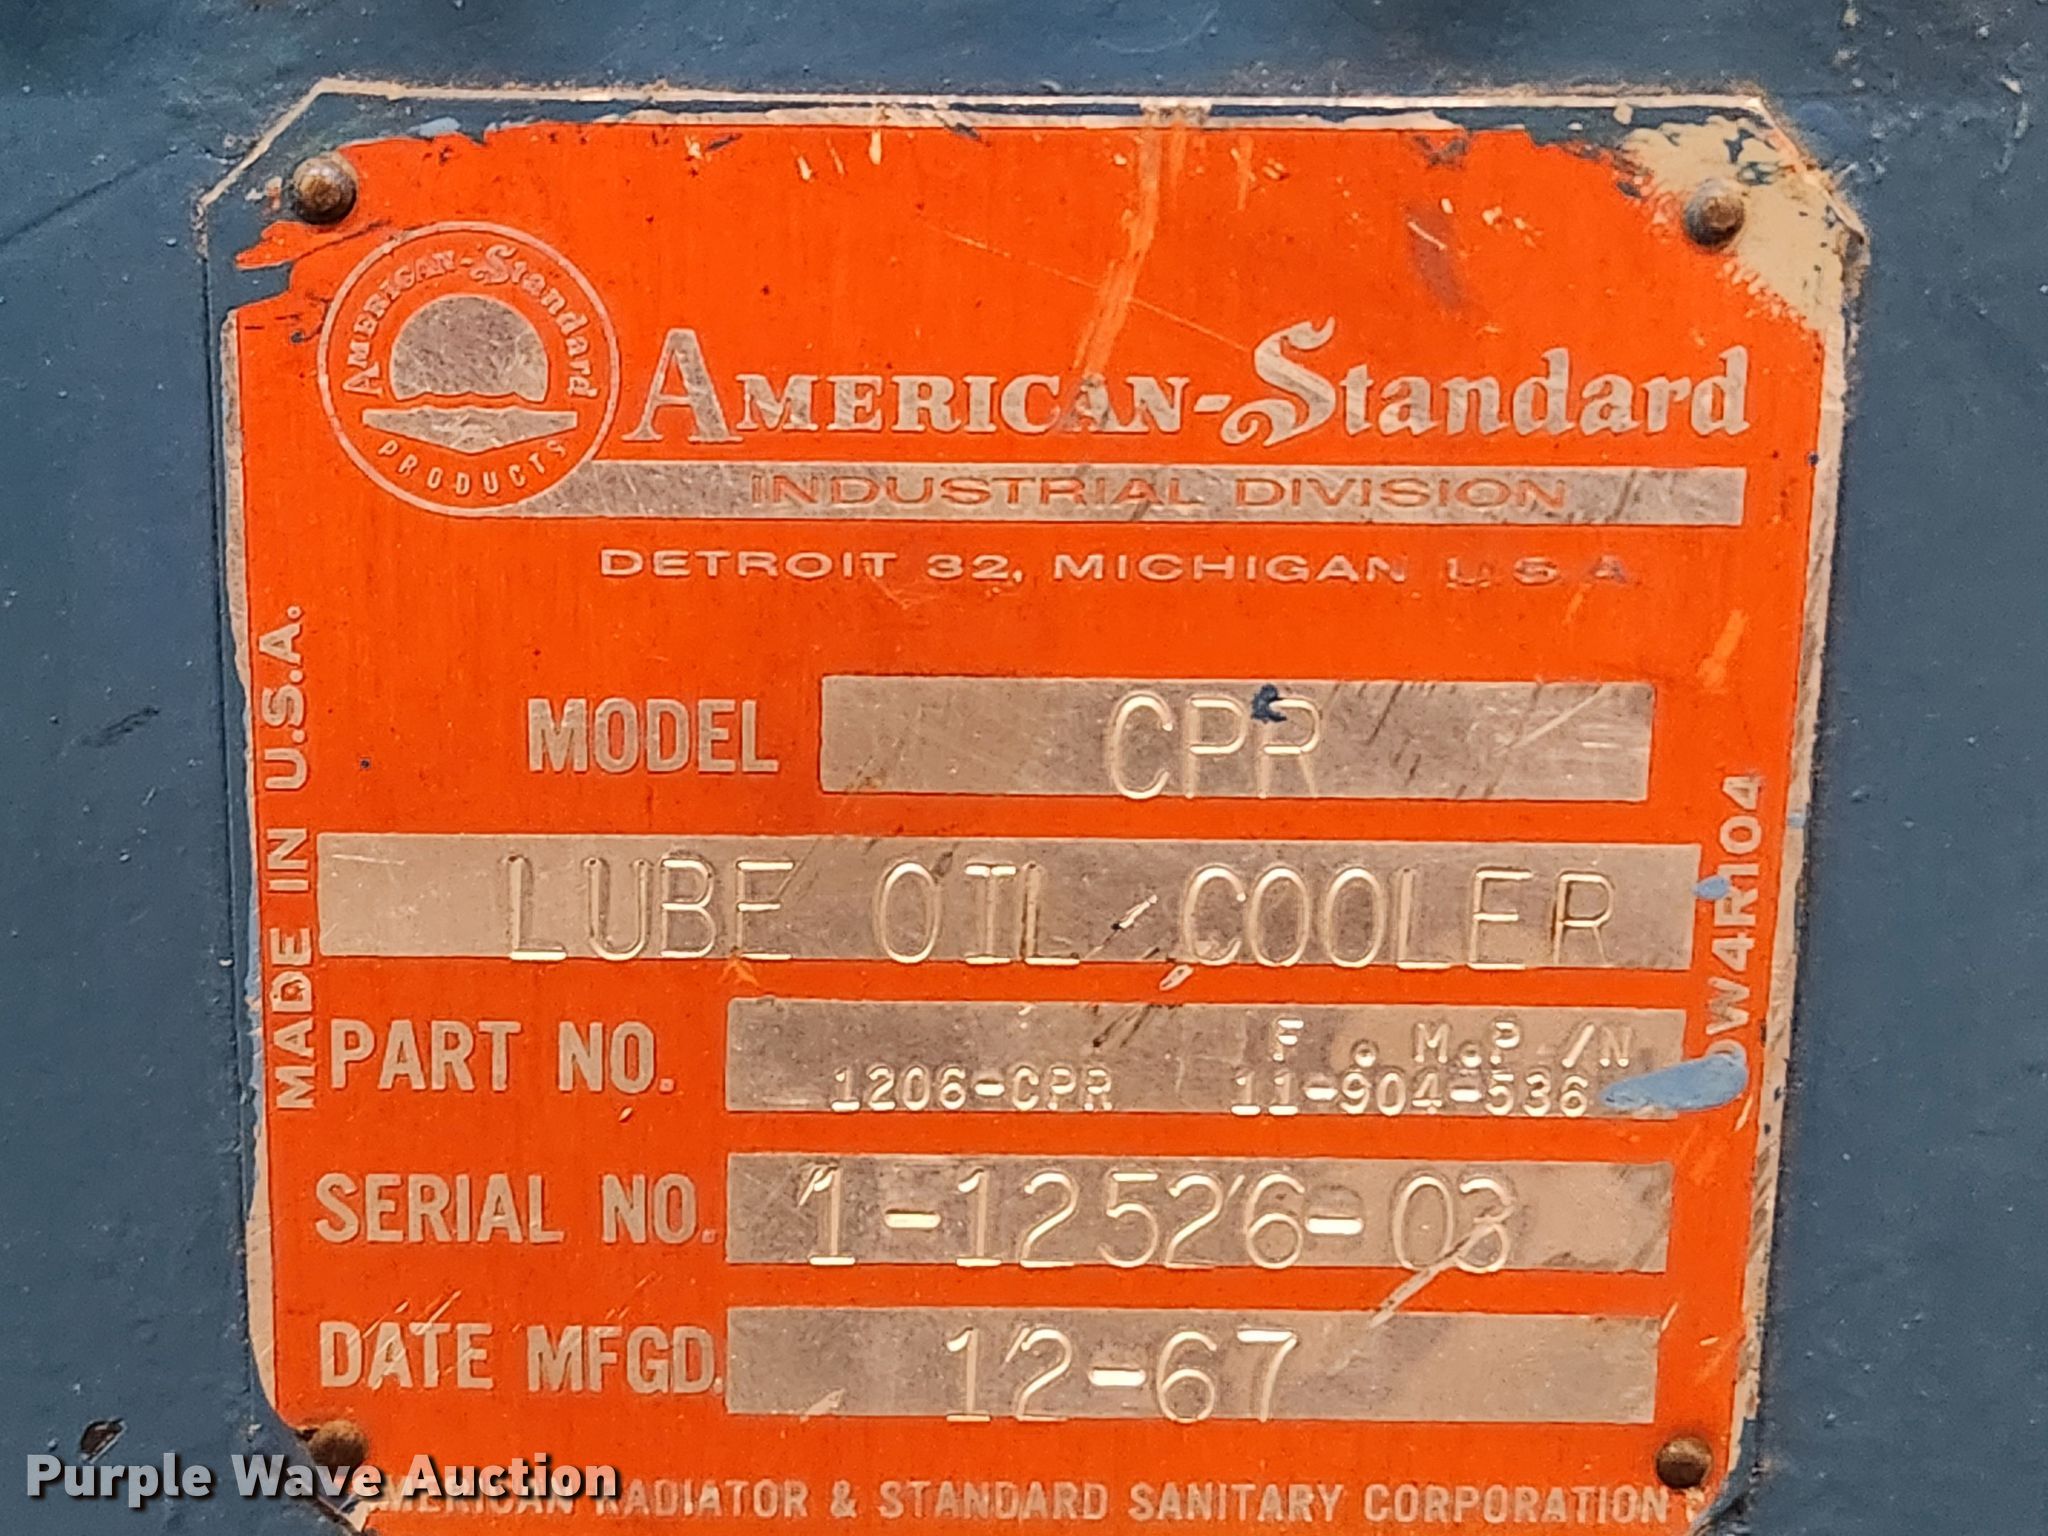 AMERICAN-Standard
PRODUCTS
AMERICAN-Standard
INDUSTRIAL DIVISION
DETROIT 32, MICHIGAN U S A
MODEL CPR
LUBE OIL COOLER
PART NO. 1206-CPR F.M.P/N 11-904-536
SERIAL NO. 1-12526-03
DATE MFGD. 12-67
AMERICAN RADIATOR & STANDARD SANITARY CORPORATION
MADE IN U.S.A.
Purple Wave Auction